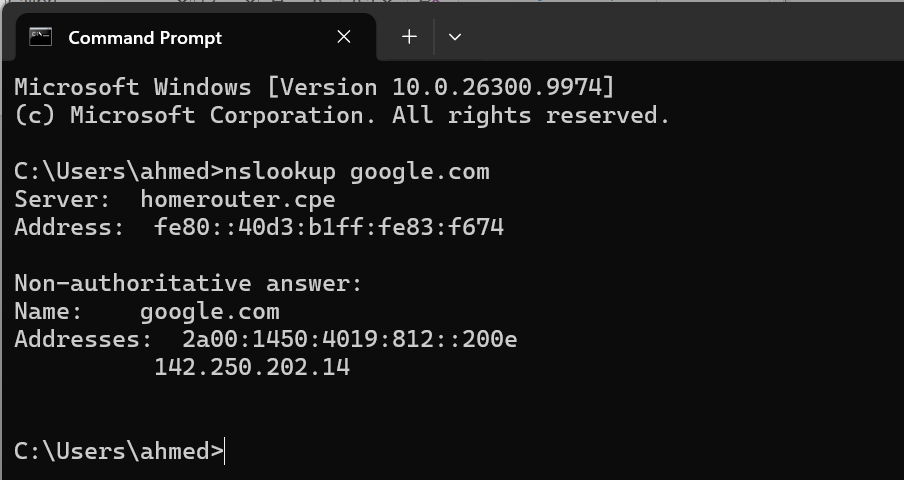 Command Prompt
Microsoft Windows [Version 10.0.26300.9974]
(c) Microsoft Corporation. All rights reserved.
C:\Users\ahmed>nslookup google.com
Server:  homerouter.cpe
Address:  fe80::40d3:b1ff:fe83:f674
Non-authoritative answer:
Name:    google.com
Addresses:  2a00:1450:4019:812::200e
          142.250.202.14
C:\Users\ahmed>